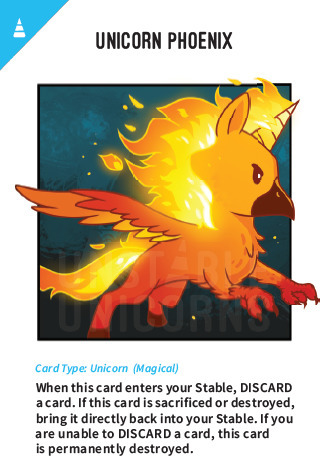 UNICORN PHOENIX
UNSTABLE
UNICORNS
Card Type: Unicorn (Magical)
When this card enters your Stable, DISCARD
a card. If this card is sacrificed or destroyed,
bring it directly back into your Stable. If you
are unable to DISCARD a card, this card
is permanently destroyed.